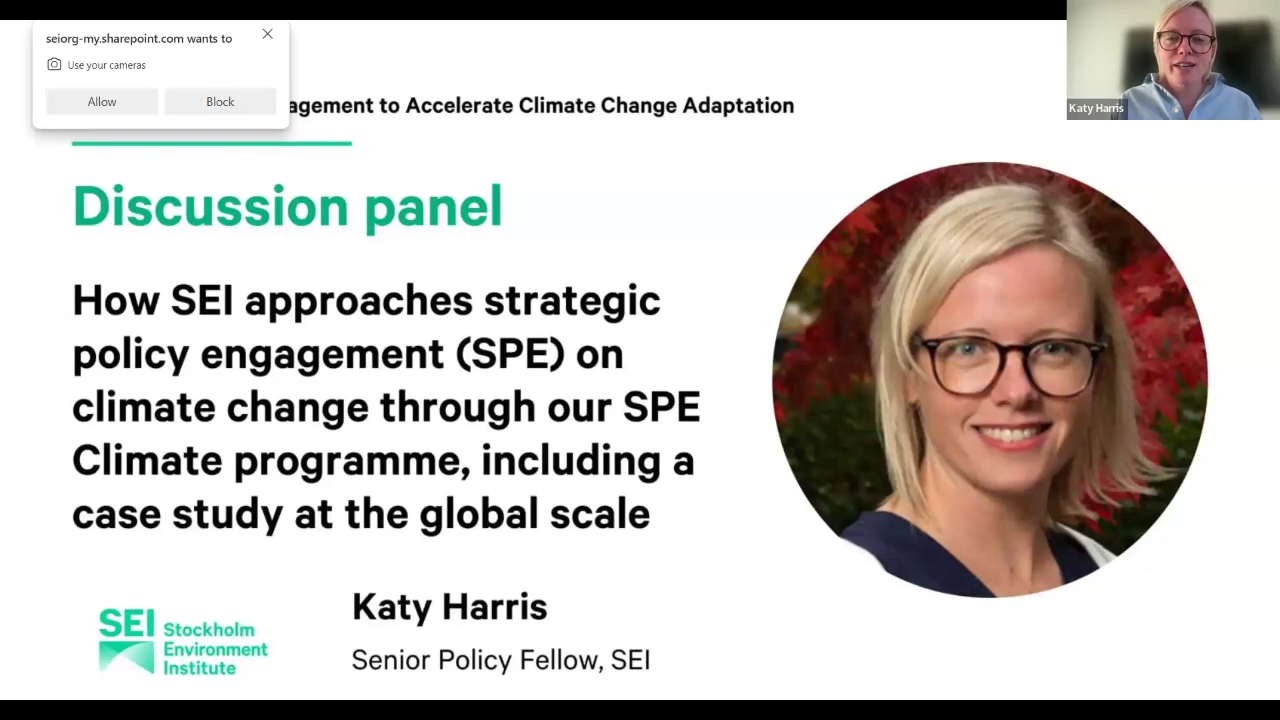 seiorg-my.sharepoint.com wants to
Use your cameras
Allow
Block
agement to Accelerate Climate Change Adaptation
Katy Harris
Discussion panel
How SEI approaches strategic
policy engagement (SPE) on
climate change through our SPE
Climate programme, including a
case study at the global scale
Katy Harris
Senior Policy Fellow, SEI
SEI
Stockholm
Environment
Institute